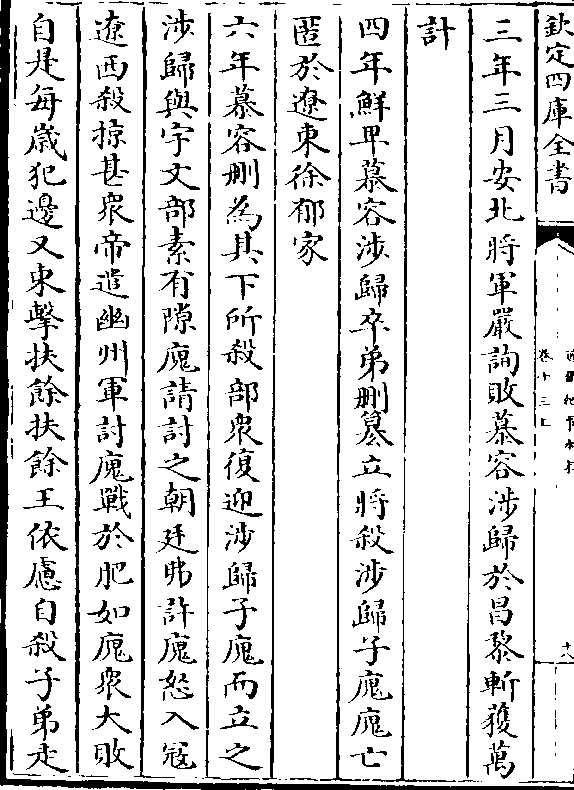 欽定四庫全書
三年三月安北將軍嚴詢敗慕容涉歸於昌黎斬獲萬
計
四年鮮卑慕容涉歸卒弟刪篡立將殺涉歸子廆廆亡
匿於遼東徐郁家
六年慕容刪為其下所殺部眾復迎涉歸子廆而立之
涉歸與宇文部素有隙廆請討之朝廷弗許廆怒入寇
遼西殺掠甚衆帝遣幽州軍討廆戰於肥如廆衆大敗
自是每歲犯邊又東擊扶餘扶餘王依慮自殺子弟走